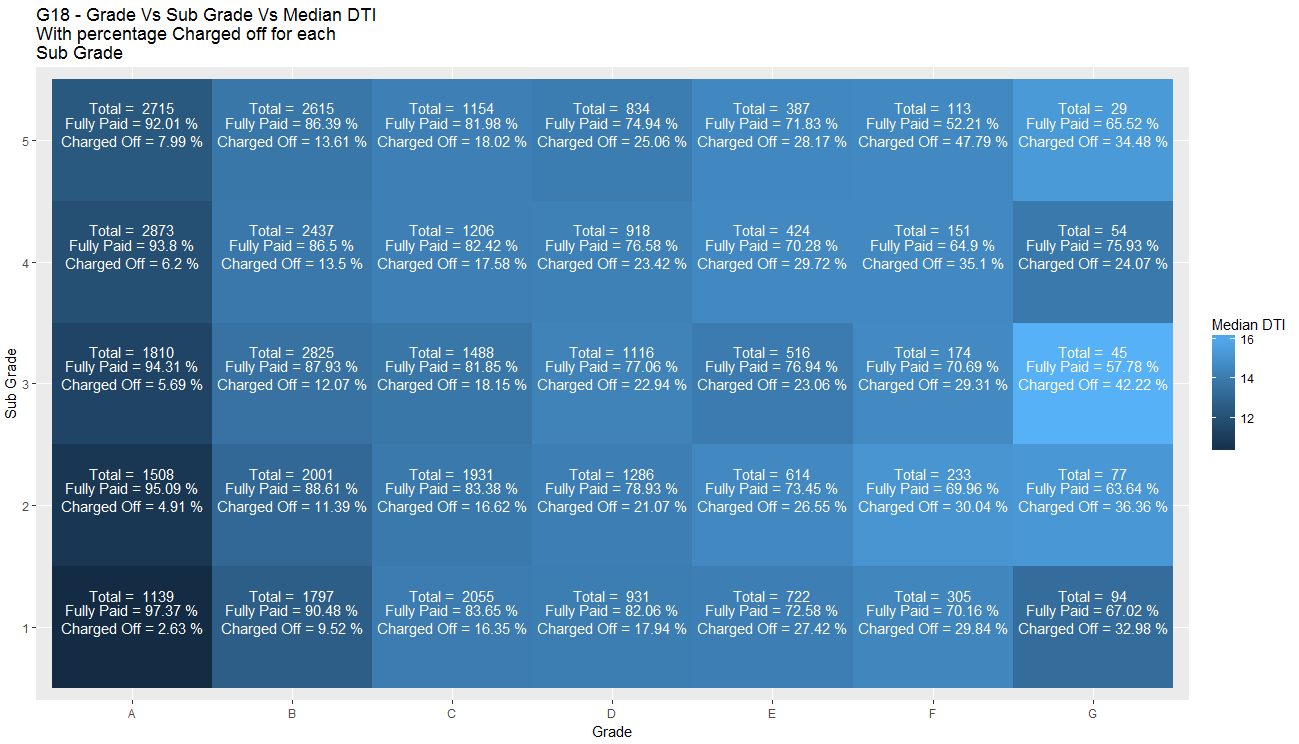 G18 - Grade Vs Sub Grade Vs Median DTI
With percentage Charged off for each
Sub Grade
Total = 2715
Fully Paid = 92.01 %
Charged Off = 7.99 %
Total = 2615
Fully Paid = 86.39 %
Charged Off = 13.61 %
Total = 1154
Fully Paid = 81.98 %
Charged Off = 18.02 %
Total = 834
Fully Paid = 74.94 %
Charged Off = 25.06 %
Total = 387
Fully Paid = 71.83 %
Charged Off = 28.17 %
Total = 113
Fully Paid = 52.21 %
Charged Off = 47.79 %
Total = 29
Fully Paid = 65.52 %
Charged Off = 34.48 %
5
Total = 2873
Fully Paid = 93.8 %
Charged Off = 6.2 %
Total = 2437
Fully Paid = 86.5 %
Charged Off = 13.5 %
Total = 1206
Fully Paid = 82.42 %
Charged Off = 17.58 %
Total = 918
Fully Paid = 76.58 %
Charged Off = 23.42 %
Total = 424
Fully Paid = 70.28 %
Charged Off = 29.72 %
Total = 151
Fully Paid = 64.9 %
Charged Off = 35.1 %
Total = 54
Fully Paid = 75.93 %
Charged Off = 24.07 %
4
Total = 1810
Fully Paid = 94.31 %
Charged Off = 5.69 %
Total = 2825
Fully Paid = 87.93 %
Charged Off = 12.07 %
Total = 1488
Fully Paid = 81.85 %
Charged Off = 18.15 %
Total = 1116
Fully Paid = 77.06 %
Charged Off = 22.94 %
Total = 516
Fully Paid = 76.94 %
Charged Off = 23.06 %
Total = 174
Fully Paid = 70.69 %
Charged Off = 29.31 %
Total = 45
Fully Paid = 57.78 %
Charged Off = 42.22 %
3
Sub Grade
Total = 1508
Fully Paid = 95.09 %
Charged Off = 4.91 %
Total = 2001
Fully Paid = 88.61 %
Charged Off = 11.39 %
Total = 1931
Fully Paid = 83.38 %
Charged Off = 16.62 %
Total = 1286
Fully Paid = 78.93 %
Charged Off = 21.07 %
Total = 614
Fully Paid = 73.45 %
Charged Off = 26.55 %
Total = 233
Fully Paid = 69.96 %
Charged Off = 30.04 %
Total = 77
Fully Paid = 63.64 %
Charged Off = 36.36 %
2
Total = 1139
Fully Paid = 97.37 %
Charged Off = 2.63 %
Total = 1797
Fully Paid = 90.48 %
Charged Off = 9.52 %
Total = 2055
Fully Paid = 83.65 %
Charged Off = 16.35 %
Total = 931
Fully Paid = 82.06 %
Charged Off = 17.94 %
Total = 722
Fully Paid = 72.58 %
Charged Off = 27.42 %
Total = 305
Fully Paid = 70.16 %
Charged Off = 29.84 %
Total = 94
Fully Paid = 67.02 %
Charged Off = 32.98 %
1
A B C D E F G
Grade
Median DTI
16
14
12